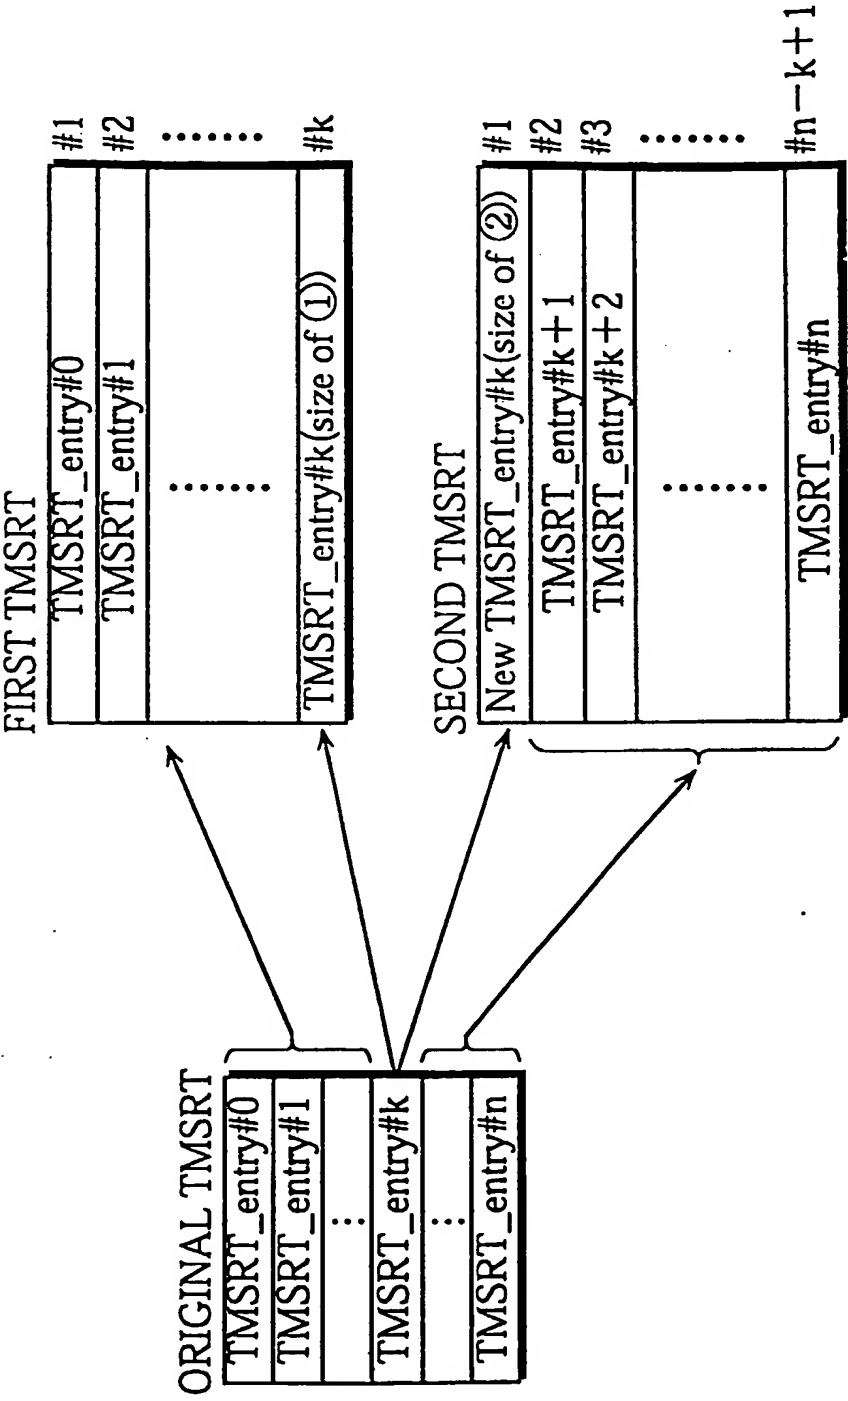 ORIGINAL TMSRT
TMSRT_entry#0
TMSRT_entry#1
...
TMSRT_entry#k
...
TMSRT_entry#n
FIRST TMSRT
TMSRT_entry#0 #1
TMSRT_entry#1 #2
....... .......
TMSRT_entry#k(size of ①) #k
SECOND TMSRT
New TMSRT_entry#k(size of ②) #1
TMSRT_entry#k+1 #2
TMSRT_entry#k+2 #3
....... .......
TMSRT_entry#n #n-k+1